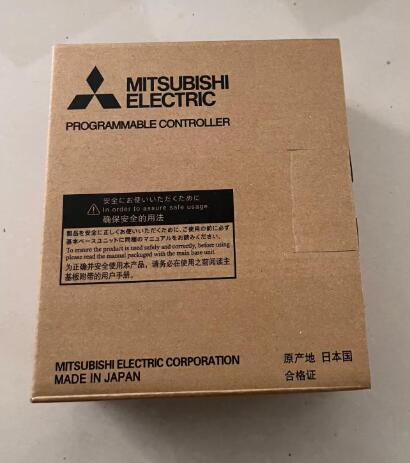 MITSUBISHI
ELECTRIC
PROGRAMMABLE CONTROLLER
安全にお使いいただくために
In order to assure safe usage
确保安全的用法
製品を安全に正しくお使いいただくために、ご使用の前に必ず
基本ベースユニットに同梱のマニュアルをお読みください。
To ensure the product is used safely and correctly, before using
please read the manual packaged with the main base unit.
为正确并安全使用本产品，请务必在使用之前阅读主
基板附带的用户手册。
MITSUBISHI ELECTRIC CORPORATION
MADE IN JAPAN
原产地 日本国
合格证